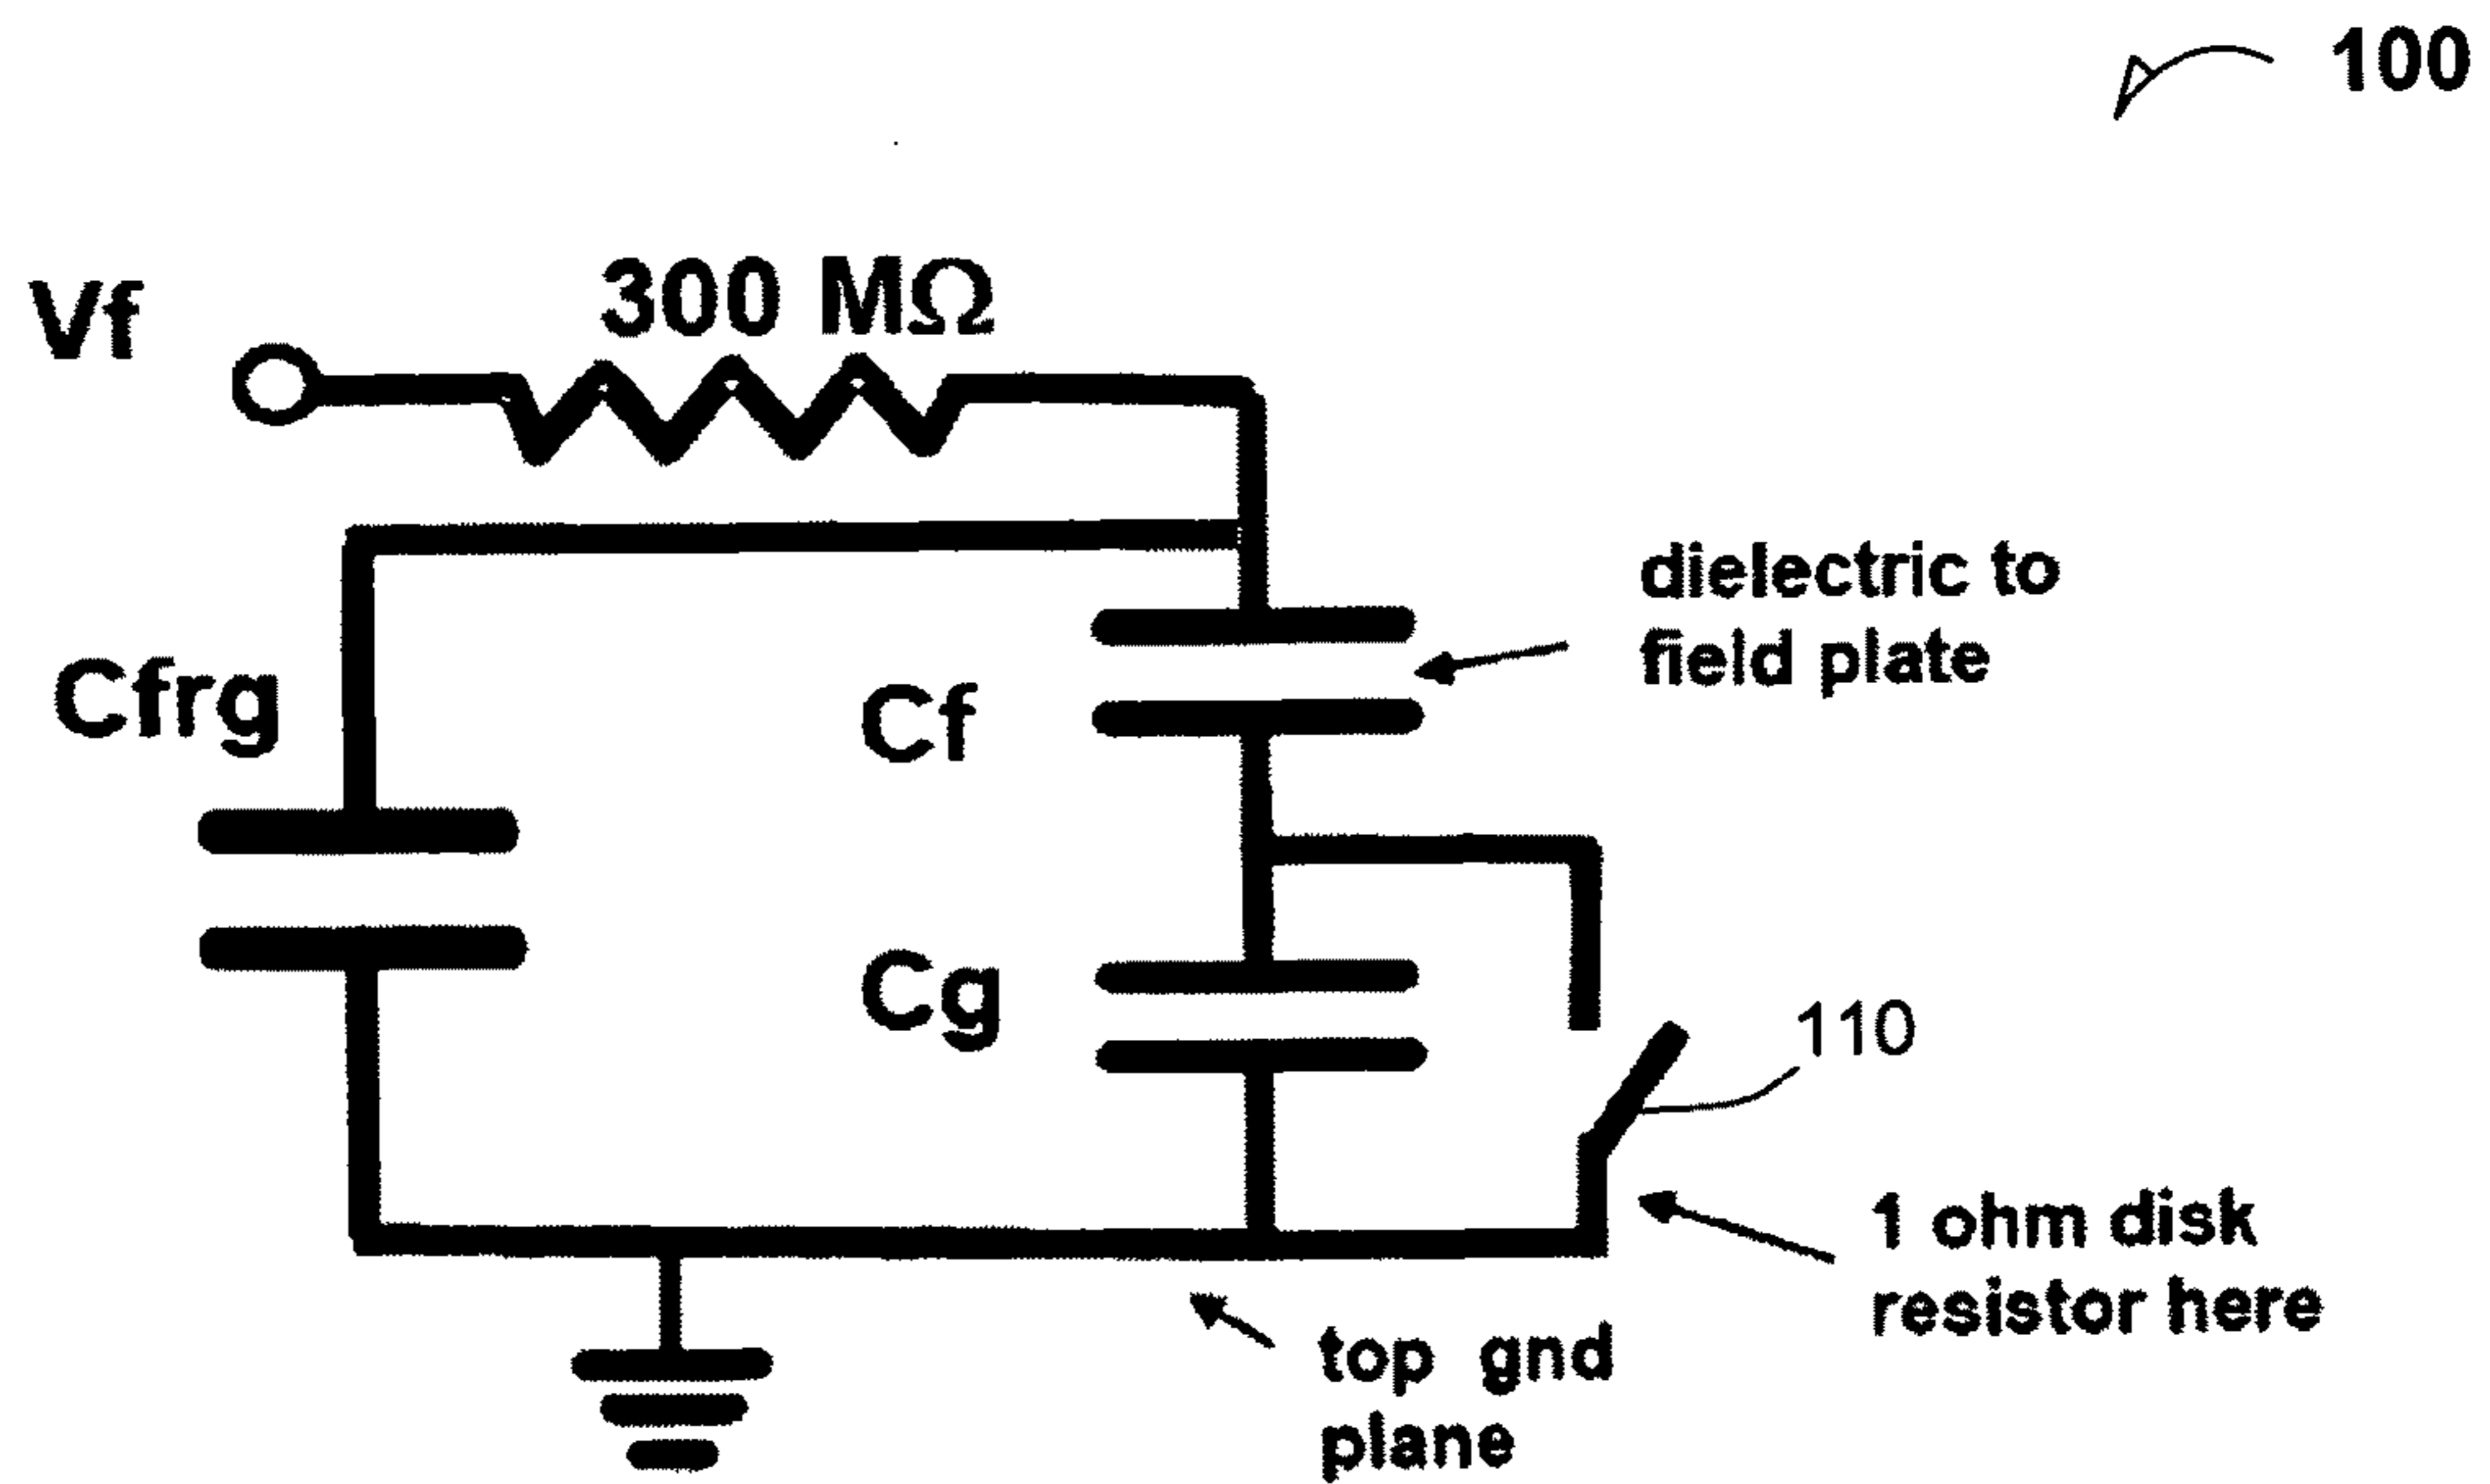 100
Vf
300 MΩ
dielectric to
field plate
Cfrg
Cf
Cg
110
1 ohm disk
resistor here
top gnd
plane